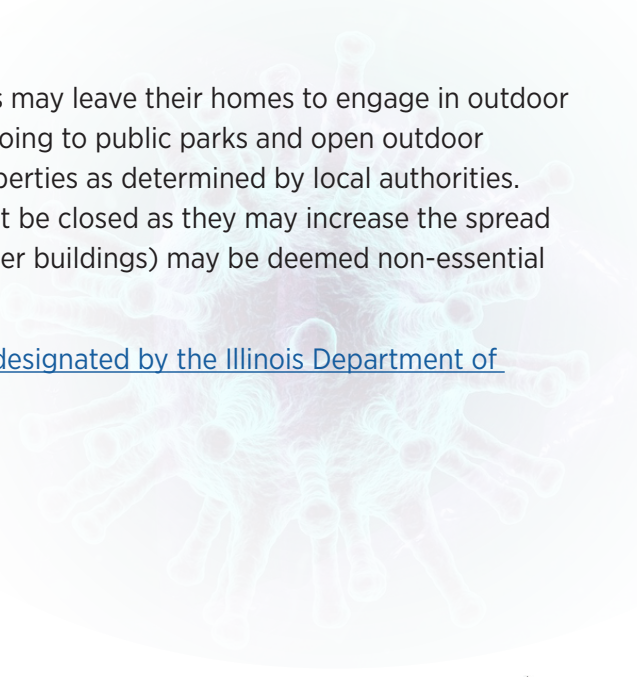 s may leave their homes to engage in outdoor
oing to public parks and open outdoor
perties as determined by local authorities.
t be closed as they may increase the spread
er buildings) may be deemed non-essential
designated by the Illinois Department of